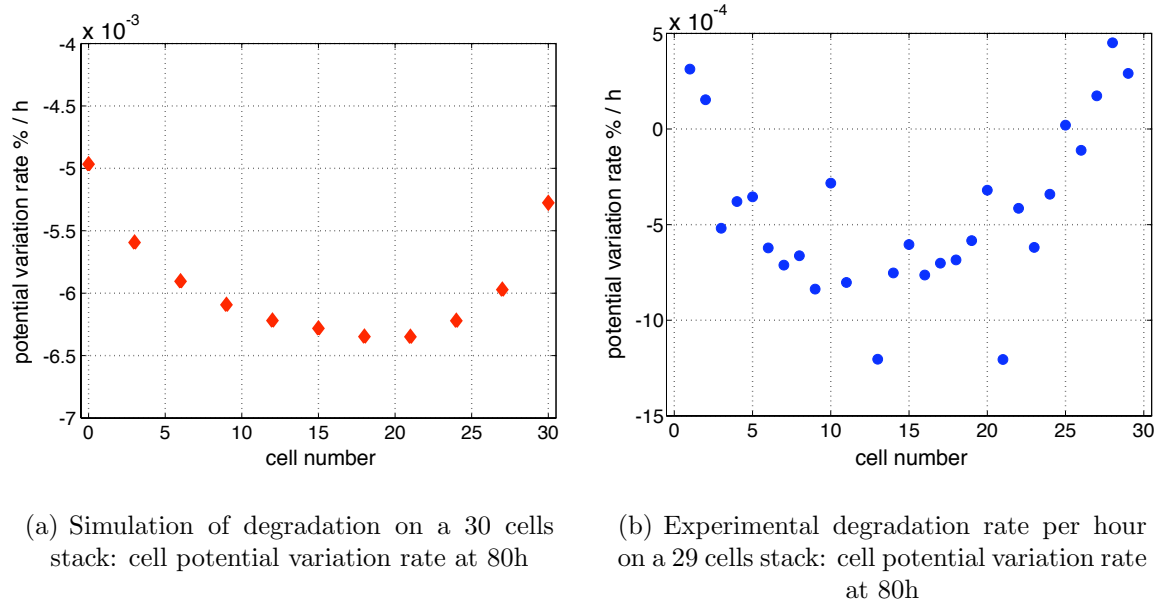 x 10⁻³
-4
-4.5
-5
-5.5
-6
-6.5
-7
0 5 10 15 20 25 30
potential variation rate % / h
cell number
x 10⁻⁴
5
0
-5
-10
-15
0 5 10 15 20 25 30
potential variation rate % / h
cell number
(a) Simulation of degradation on a 30 cells
stack: cell potential variation rate at 80h
(b) Experimental degradation rate per hour
on a 29 cells stack: cell potential variation rate
at 80h